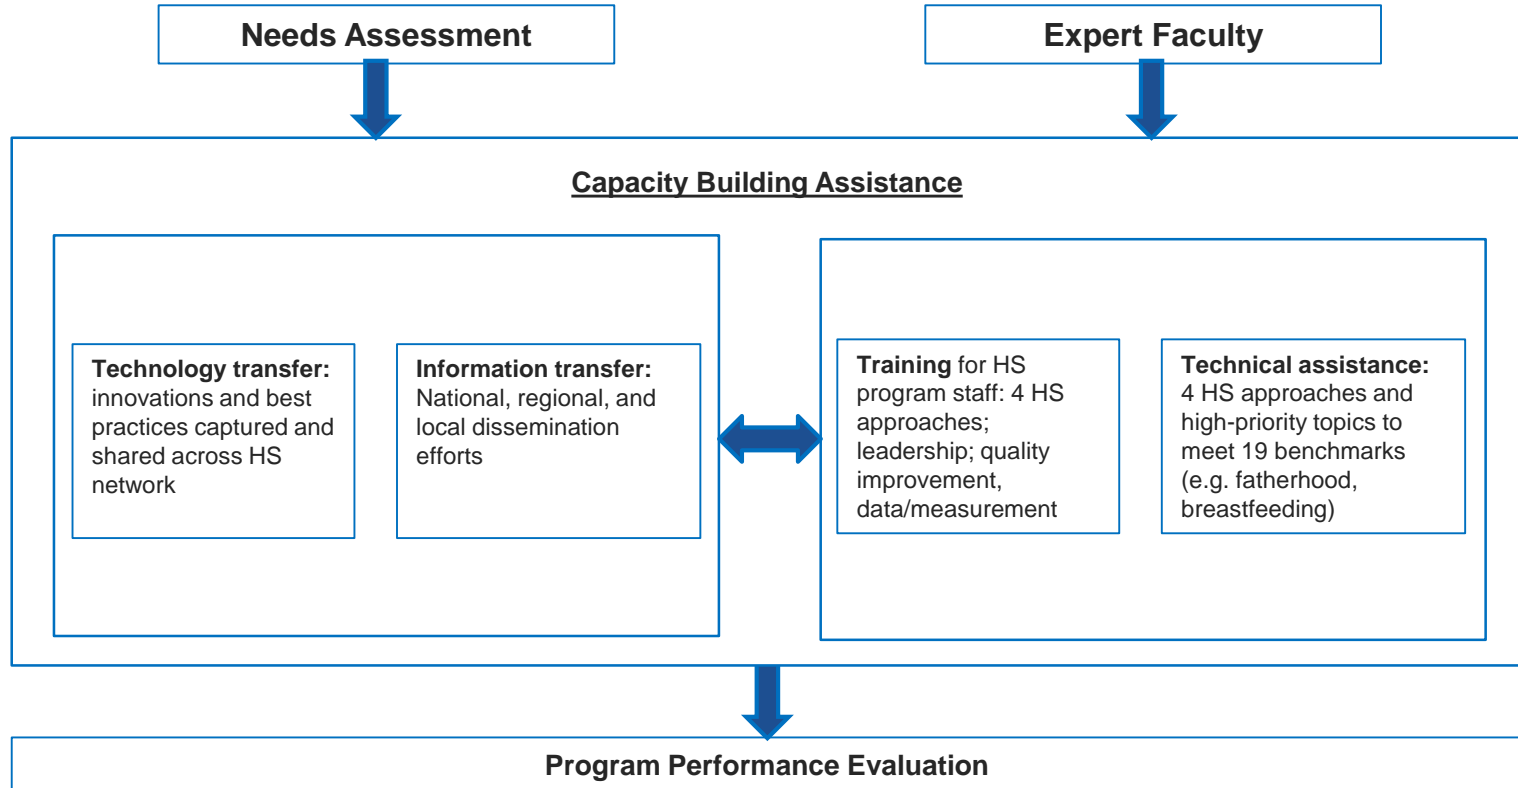 Needs Assessment
Expert Faculty
Capacity Building Assistance
Technology transfer:
innovations and best
practices captured and
shared across HS
network
Information transfer:
National, regional, and
local dissemination
efforts
Training for HS
program staff: 4 HS
approaches;
leadership; quality
improvement,
data/measurement
Technical assistance:
4 HS approaches and
high-priority topics to
meet 19 benchmarks
(e.g. fatherhood,
breastfeeding)
Program Performance Evaluation